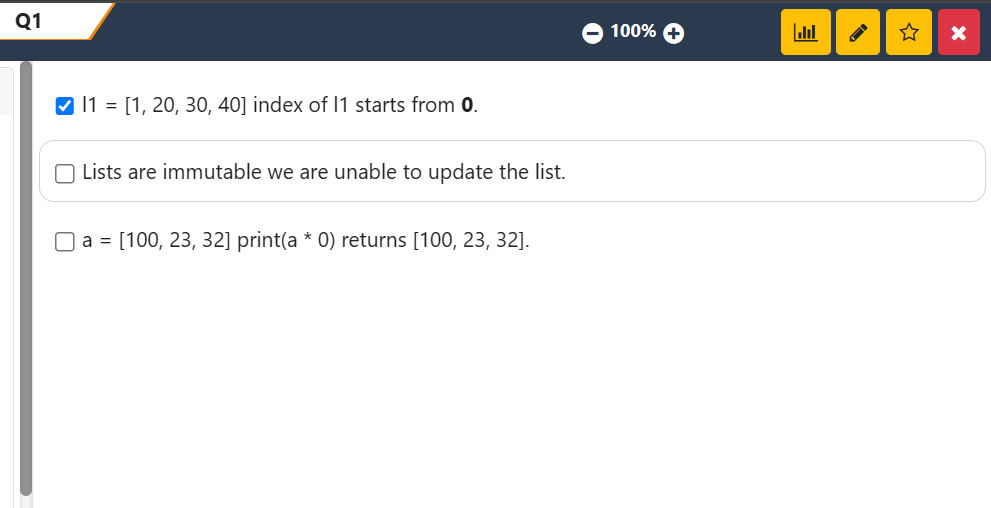 Q1
100%
l1 = [1, 20, 30, 40] index of l1 starts from 0.
Lists are immutable we are unable to update the list.
a = [100, 23, 32] print(a * 0) returns [100, 23, 32].